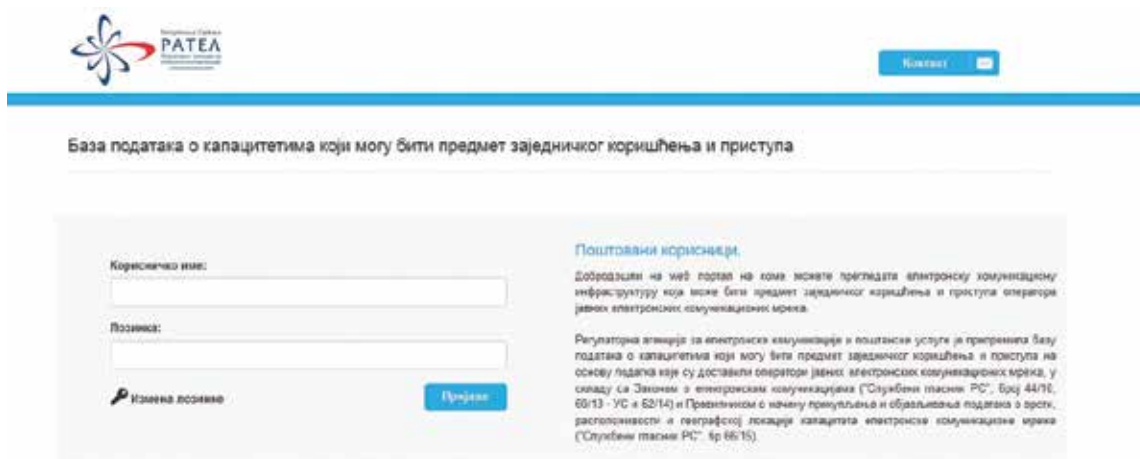 Република Србија
РАТЕЛ
Контакт
База података о капацитетима који могу бити предмет заједничког коришћења и приступа
Корисничко име:
Лозинка:
Измена лозинке
Пријава
Поштовани корисници,
Добродошли на web портал на коме можете прегледати електронску комуникациону
инфраструктуру која може бити предмет заједничког коришћења и приступа оператора
јавних електронских комуникационих мрежа.
Регулаторна агенција за електронске комуникације и поштанске услуге је припремила базу
података о капацитетима који могу бити предмет заједничког коришћења и приступа на
основу података које су доставили оператори јавних електронских комуникационих мрежа, у
складу са Законом о електронским комуникацијама ("Службени гласник РС", број 44/10,
60/13 - УС и 62/14) и Правилником о начину прикупљања и објављивања података о врсти,
расположивости и географској локацији капацитета електронске комуникационе мреже
("Службени гласник РС", бр 66/15).